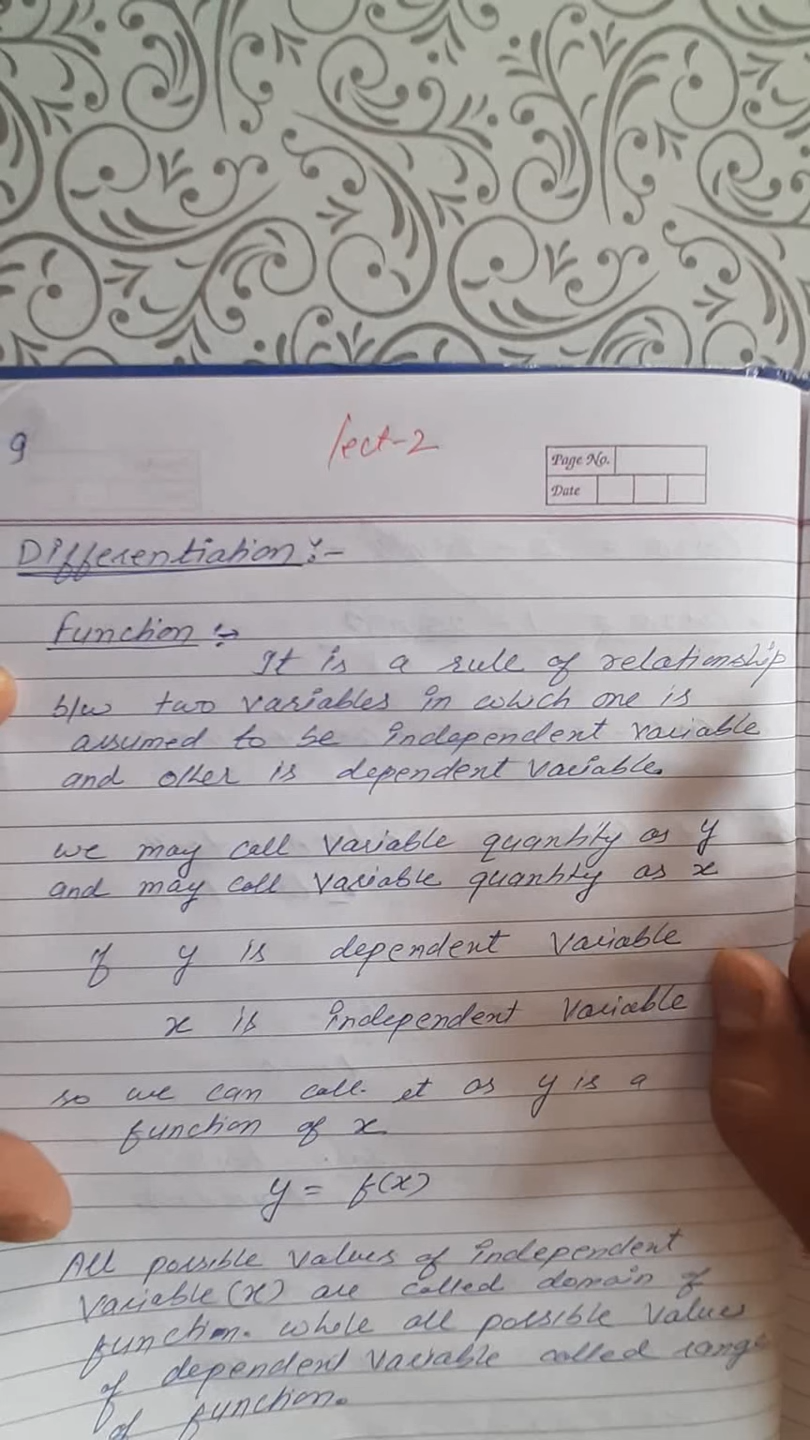 9
lect-2
Page No.
Date
Differentiation :-
Function :→
It is a rule of relationship
b/w two variables in which one is
assumed to be independent variable
and other is dependent variable.
we may call variable quantity as y
and may call variable quantity as x
If y is dependent variable
x is independent variable
so we can call it as y is a
function of x
y = f(x)
All possible values of independent
variable (x) are called domain of
function. while all possible values
of dependent variable called range
of function.